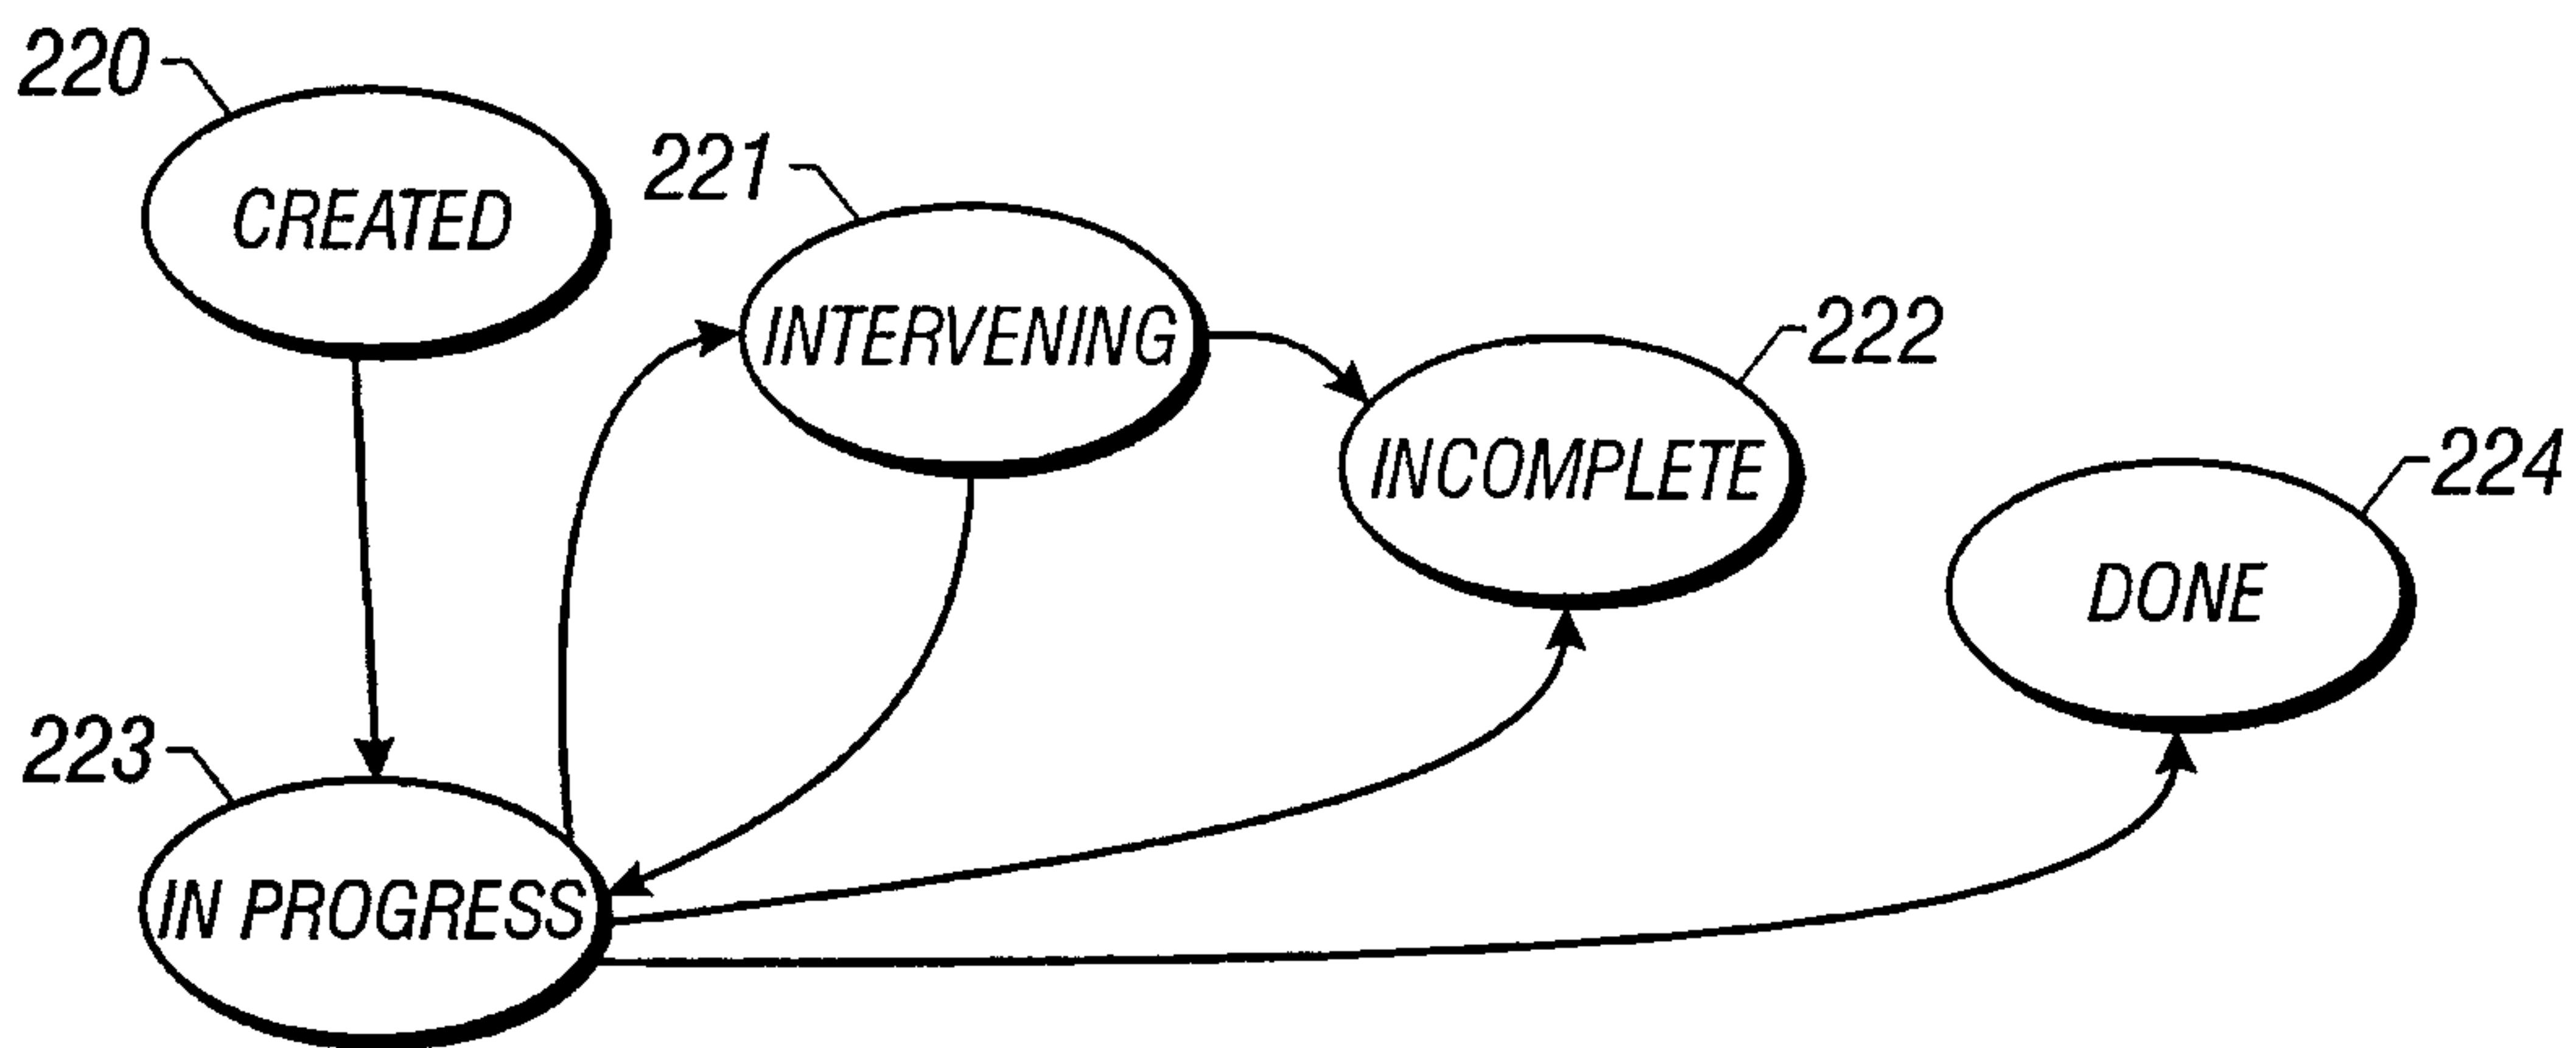 220
CREATED
221
INTERVENING
222
INCOMPLETE
224
DONE
223
IN PROGRESS